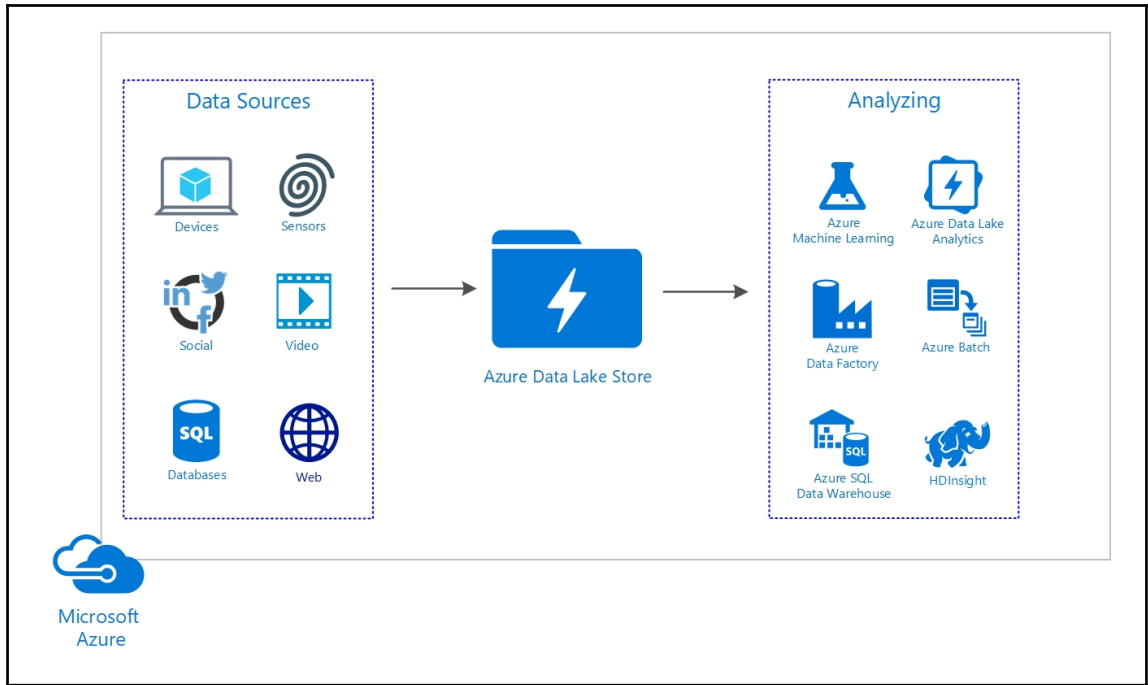 Data Sources
Devices
Sensors
in
f
Social
Video
SQL
Databases
Web
Azure Data Lake Store
Analyzing
Azure
Machine Learning
Azure Data Lake
Analytics
Azure
Data Factory
Azure Batch
SQL
Azure SQL
Data Warehouse
HDInsight
Microsoft
Azure